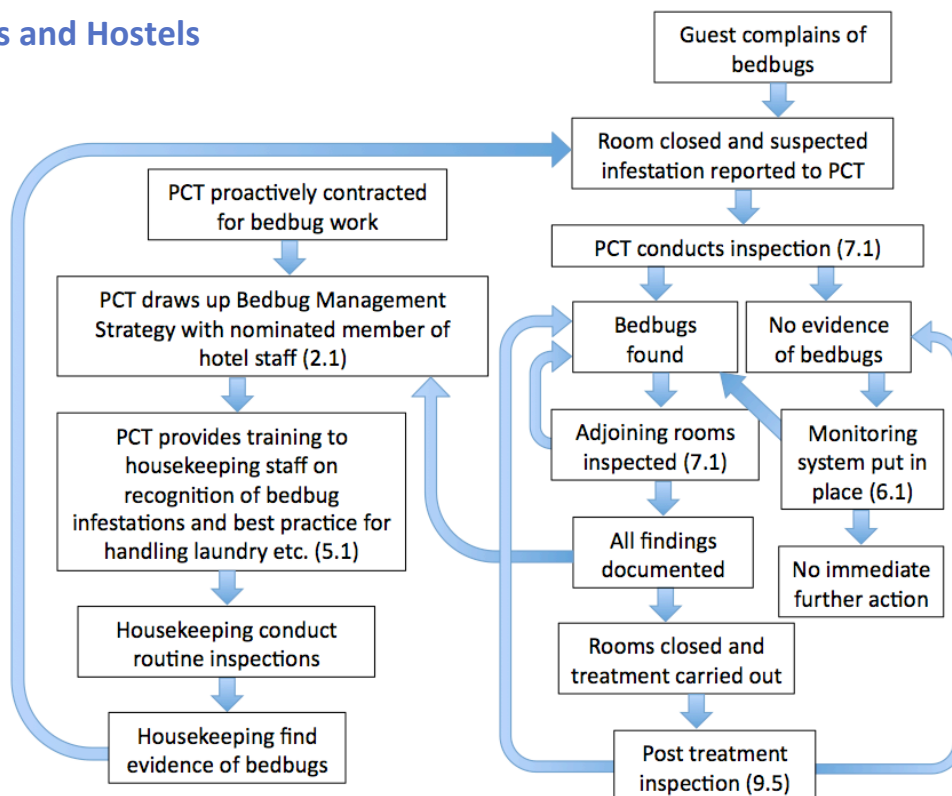 s and Hostels
Guest complains of
bedbugs
Room closed and suspected
infestation reported to PCT
PCT proactively contracted
for bedbug work
PCT conducts inspection (7.1)
PCT draws up Bedbug Management
Strategy with nominated member of
hotel staff (2.1)
Bedbugs
found
No evidence
of bedbugs
PCT provides training to
housekeeping staff on
recognition of bedbug
infestations and best practice for
handling laundry etc. (5.1)
Adjoining rooms
inspected (7.1)
Monitoring
system put in
place (6.1)
All findings
documented
No immediate
further action
Housekeeping conduct
routine inspections
Rooms closed and
treatment carried out
Housekeeping find
evidence of bedbugs
Post treatment
inspection (9.5)